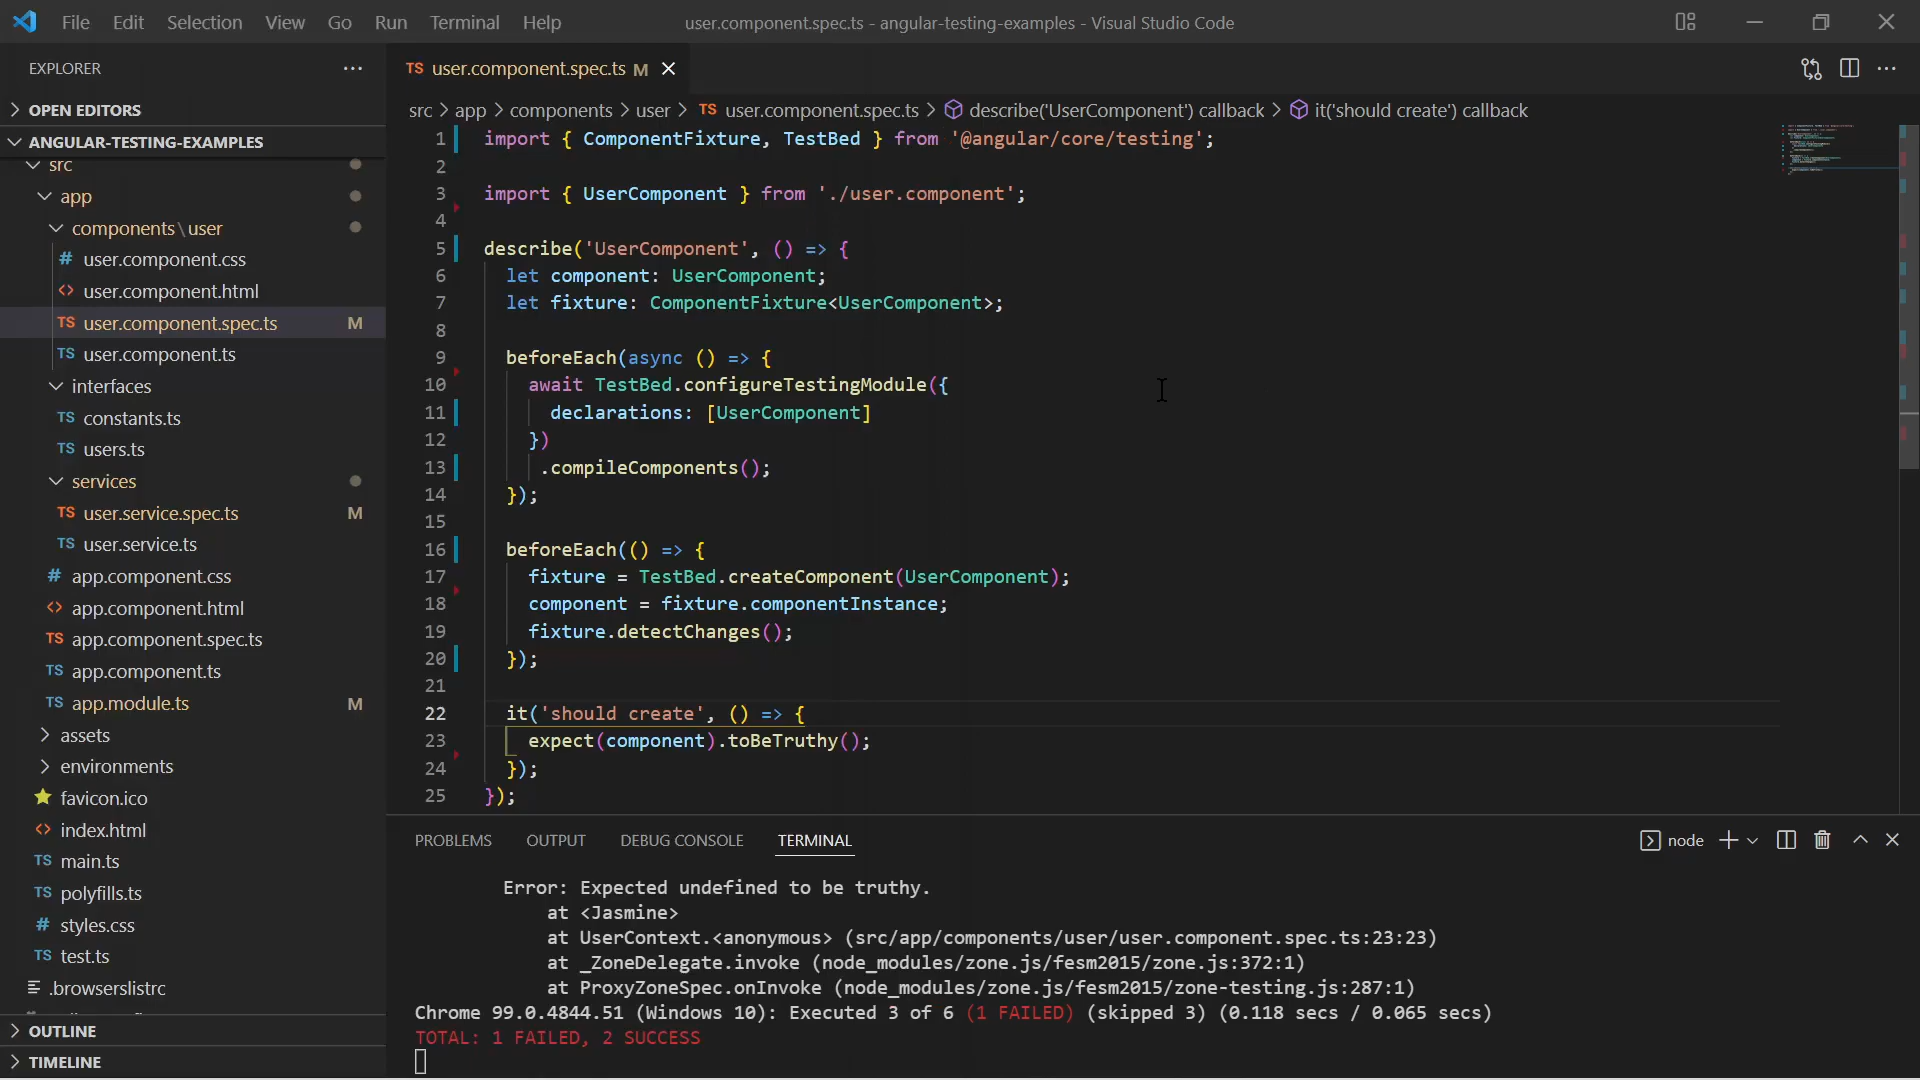 File Edit Selection View Go Run Terminal Help user.component.spec.ts - angular-testing-examples - Visual Studio Code
EXPLORER ···
OPEN EDITORS
ANGULAR-TESTING-EXAMPLES
src
app
components\user
# user.component.css
<> user.component.html
TS user.component.spec.ts M
TS user.component.ts
interfaces
TS constants.ts
TS users.ts
services
TS user.service.spec.ts M
TS user.service.ts
# app.component.css
<> app.component.html
TS app.component.spec.ts
TS app.component.ts
TS app.module.ts M
assets
environments
favicon.ico
<> index.html
TS main.ts
TS polyfills.ts
# styles.css
TS test.ts
.browserslistrc
OUTLINE
TIMELINE
TS user.component.spec.ts M
src > app > components > user > TS user.component.spec.ts > describe('UserComponent') callback > it('should create') callback
1 import { ComponentFixture, TestBed } from '@angular/core/testing';
2
3 import { UserComponent } from './user.component';
4
5 describe('UserComponent', () => {
6 let component: UserComponent;
7 let fixture: ComponentFixture<UserComponent>;
8
9 beforeEach(async () => {
10 await TestBed.configureTestingModule({
11 declarations: [UserComponent]
12 })
13 .compileComponents();
14 });
15
16 beforeEach(() => {
17 fixture = TestBed.createComponent(UserComponent);
18 component = fixture.componentInstance;
19 fixture.detectChanges();
20 });
21
22 it('should create', () => {
23 expect(component).toBeTruthy();
24 });
25 });
PROBLEMS OUTPUT DEBUG CONSOLE TERMINAL node
Error: Expected undefined to be truthy.
at <Jasmine>
at UserContext.<anonymous> (src/app/components/user/user.component.spec.ts:23:23)
at _ZoneDelegate.invoke (node_modules/zone.js/fesm2015/zone.js:372:1)
at ProxyZoneSpec.onInvoke (node_modules/zone.js/fesm2015/zone-testing.js:287:1)
Chrome 99.0.4844.51 (Windows 10): Executed 3 of 6 (1 FAILED) (skipped 3) (0.118 secs / 0.065 secs)
TOTAL: 1 FAILED, 2 SUCCESS